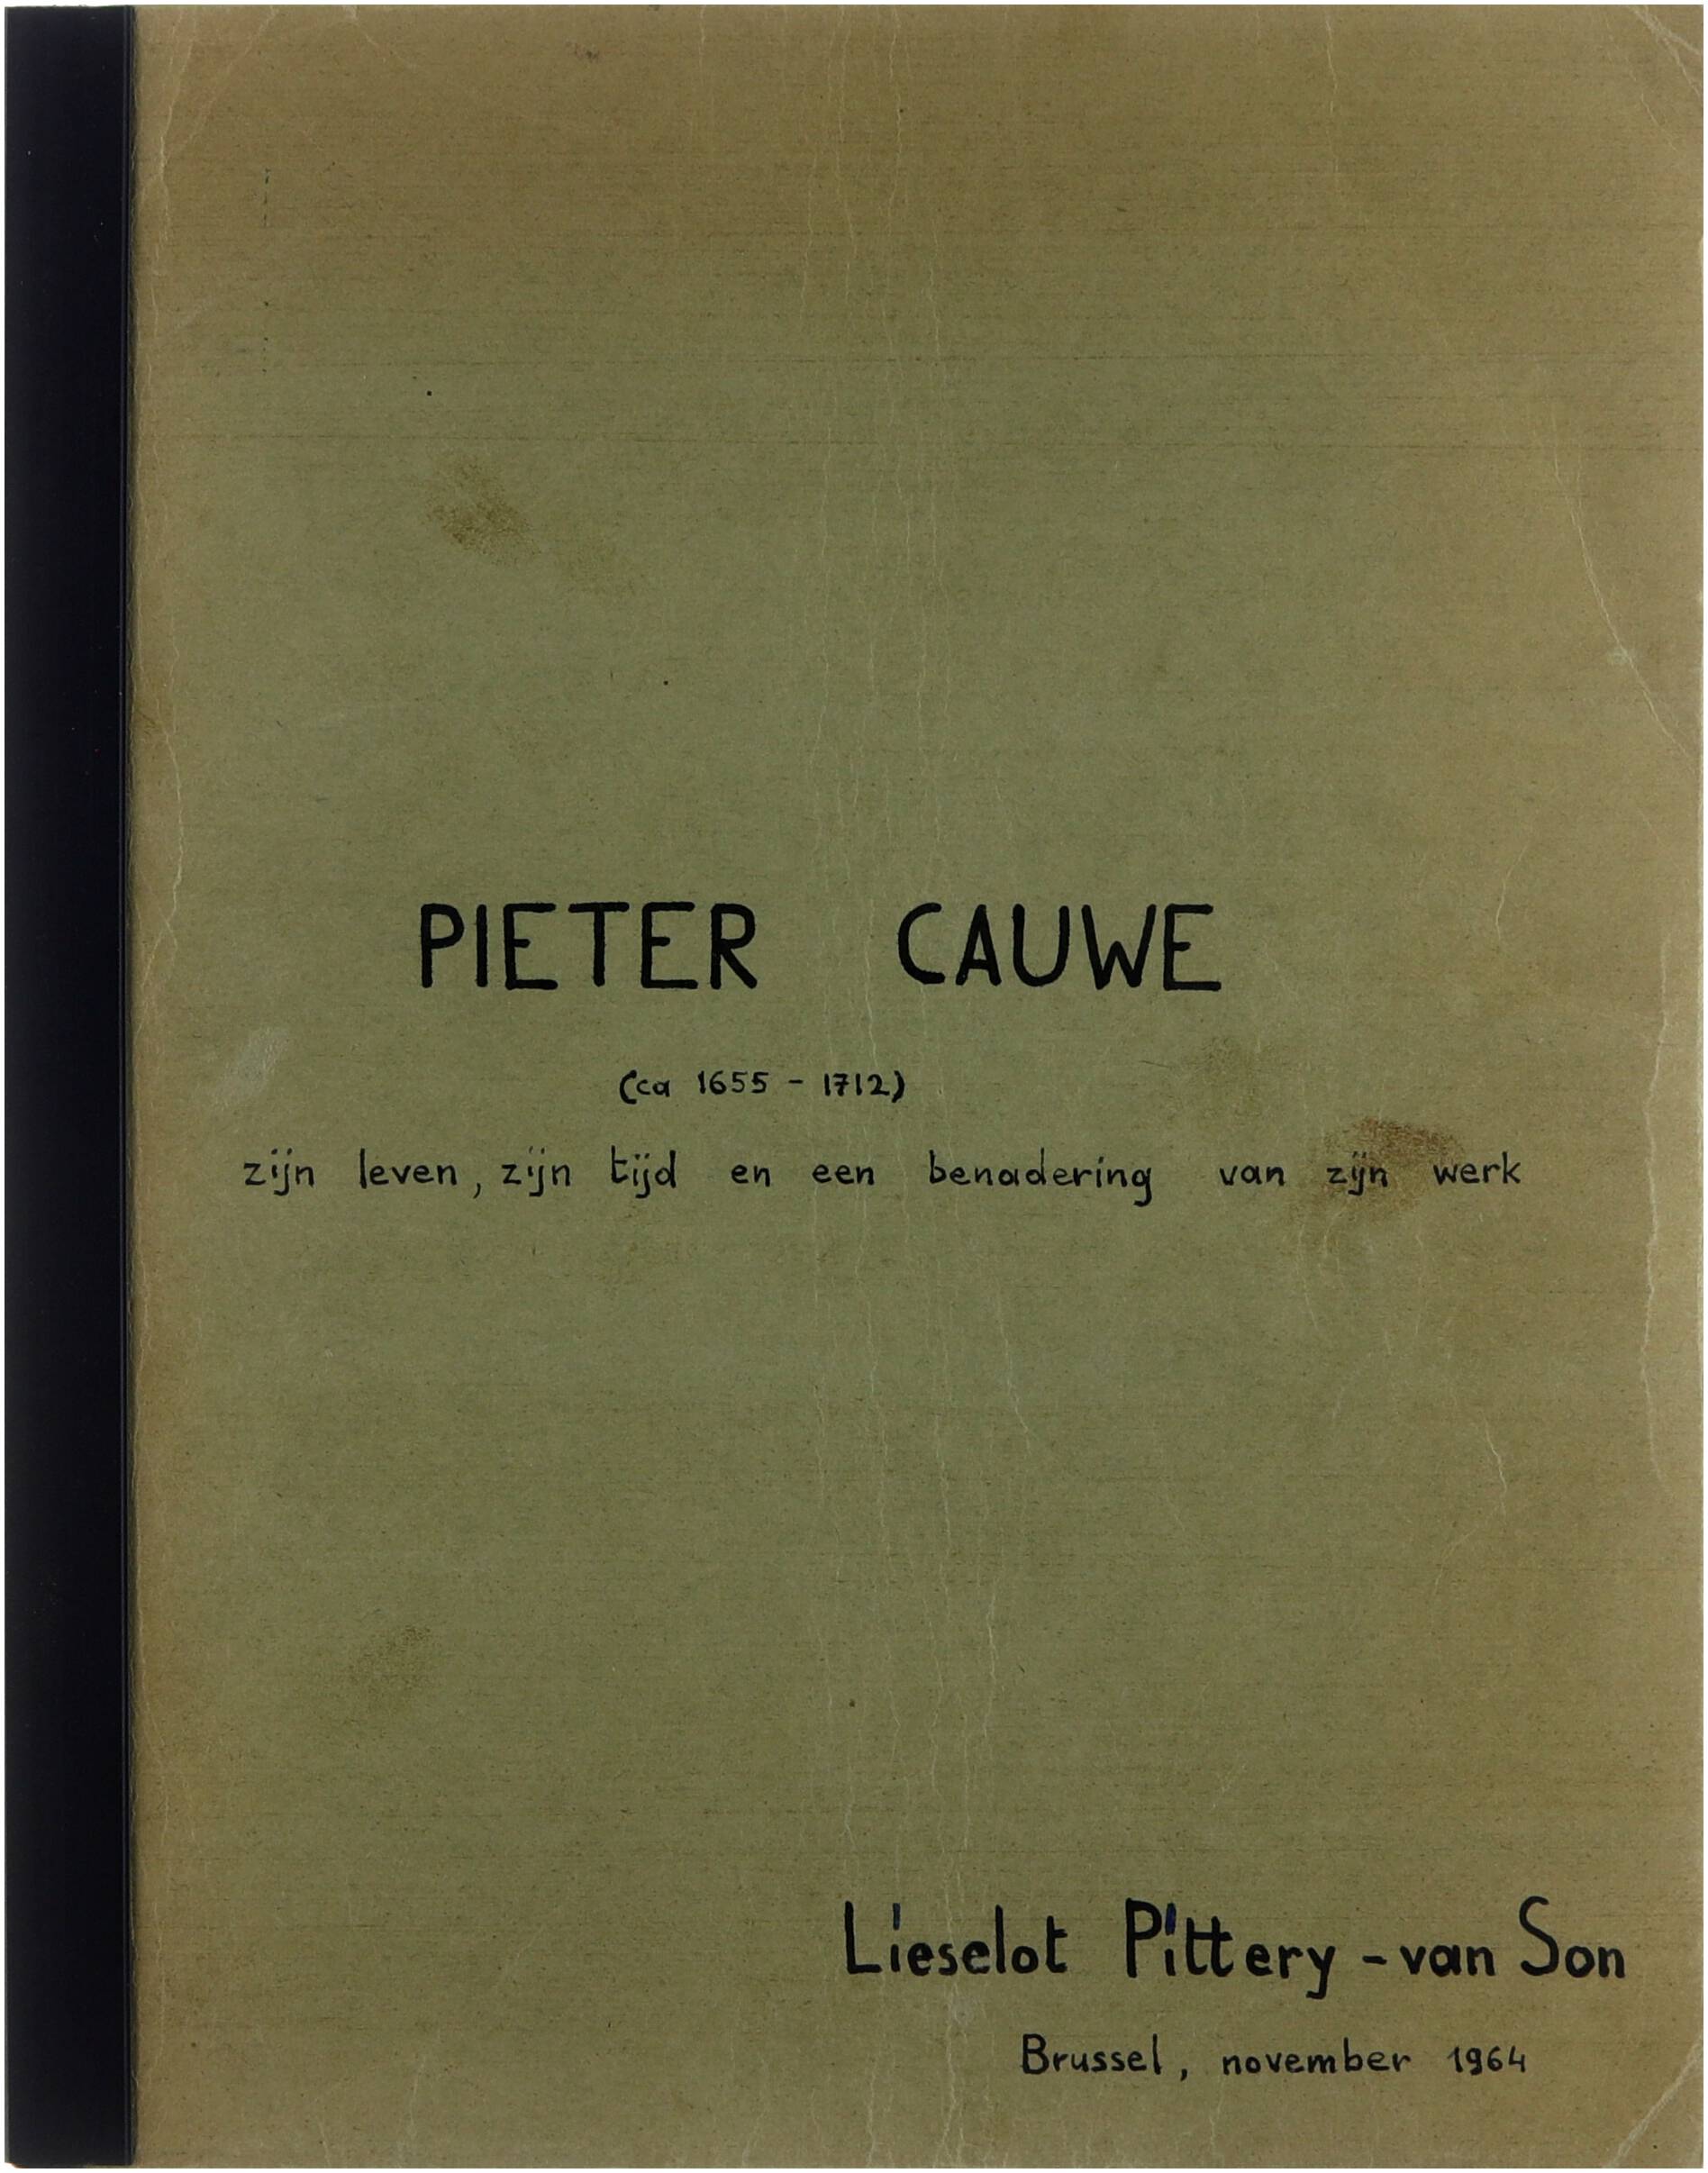 PIETER CAUWE
(ca 1655 - 1712)
zijn leven, zijn tijd en een benadering van zijn werk
Lieselot Pittery - van Son
Brussel, november 1964